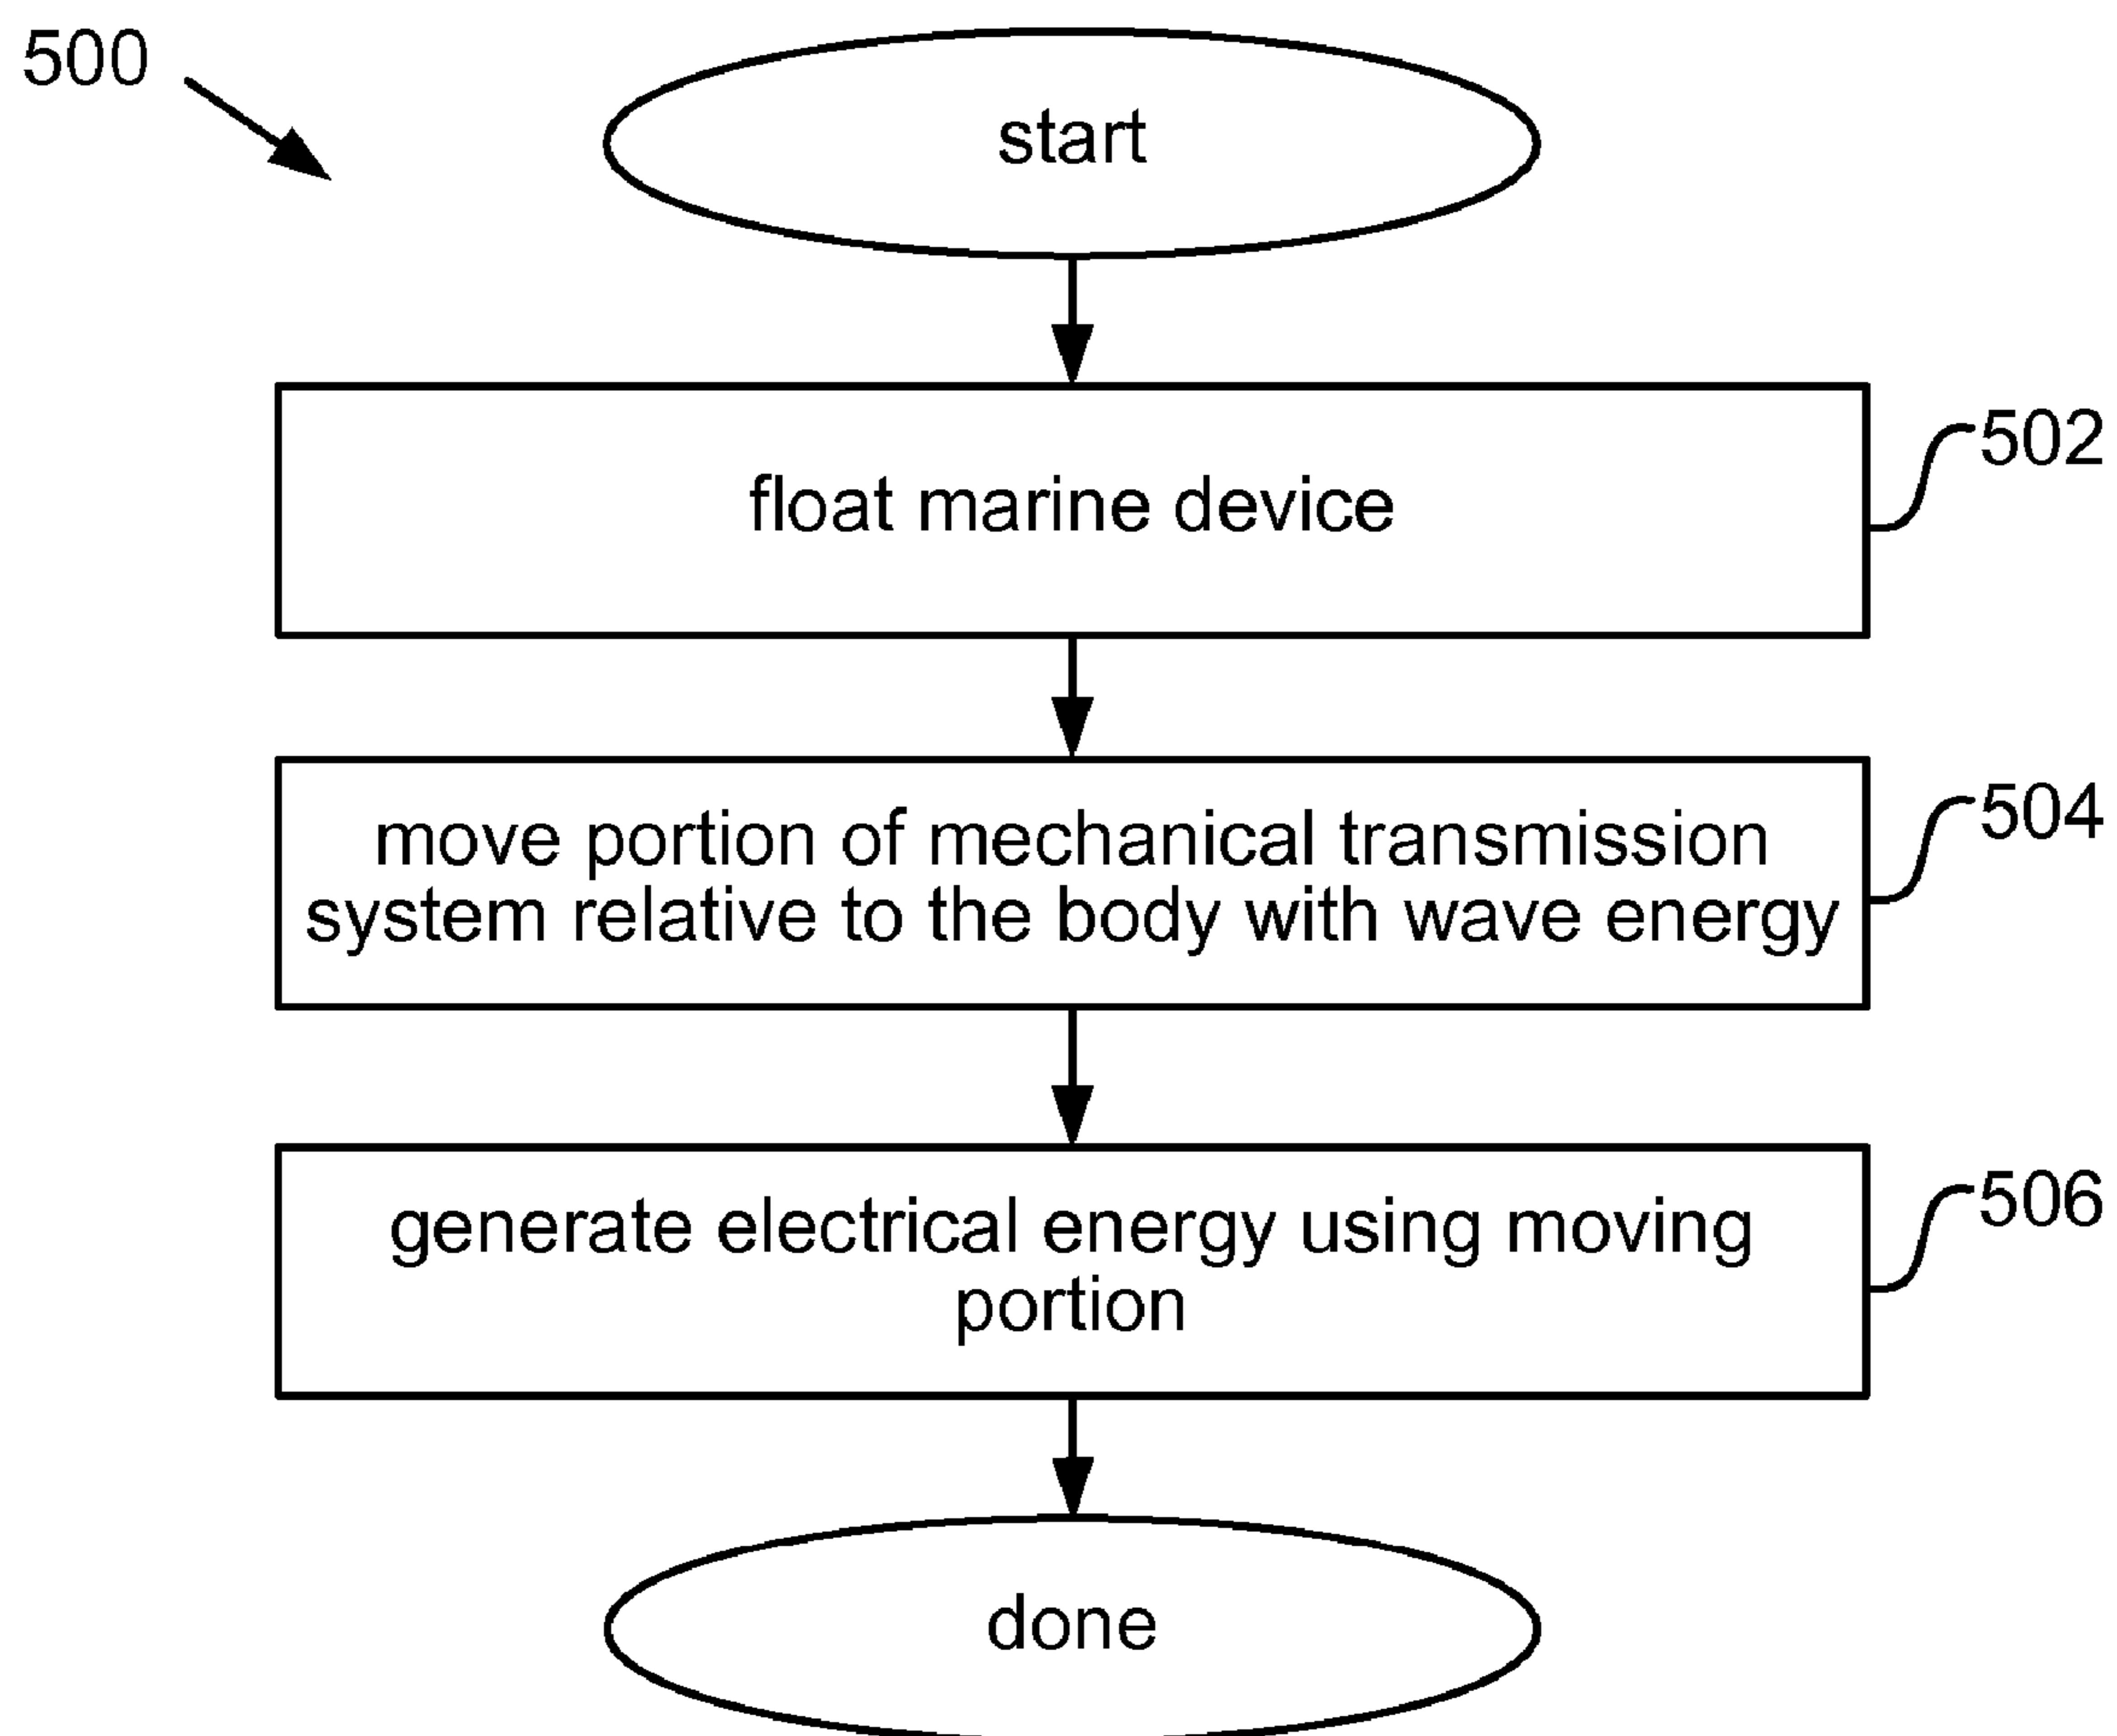 500
start
float marine device
502
move portion of mechanical transmission
system relative to the body with wave energy
504
generate electrical energy using moving
portion
506
done